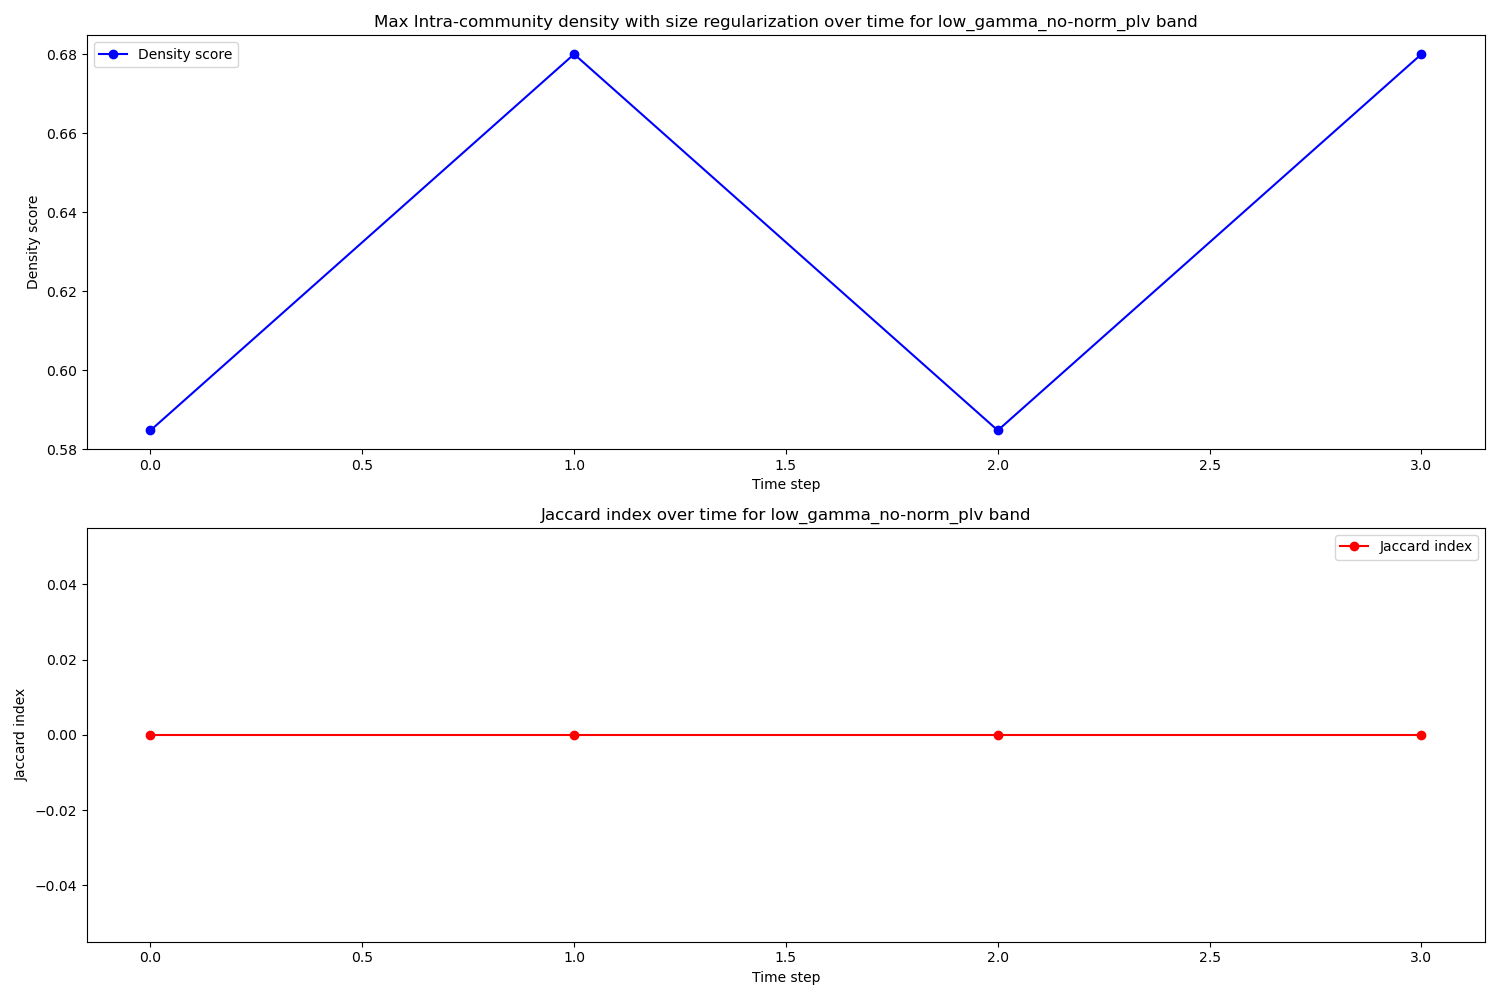 Max Intra-community density with size regularization over time for low_gamma_no-norm_plv band
Density score
0.68
0.66
0.64
0.62
0.60
0.58
Density score
0.0 0.5 1.0 1.5 2.0 2.5 3.0
Time step
Jaccard index over time for low_gamma_no-norm_plv band
Jaccard index
0.04
0.02
0.00
−0.02
−0.04
Jaccard index
0.0 0.5 1.0 1.5 2.0 2.5 3.0
Time step